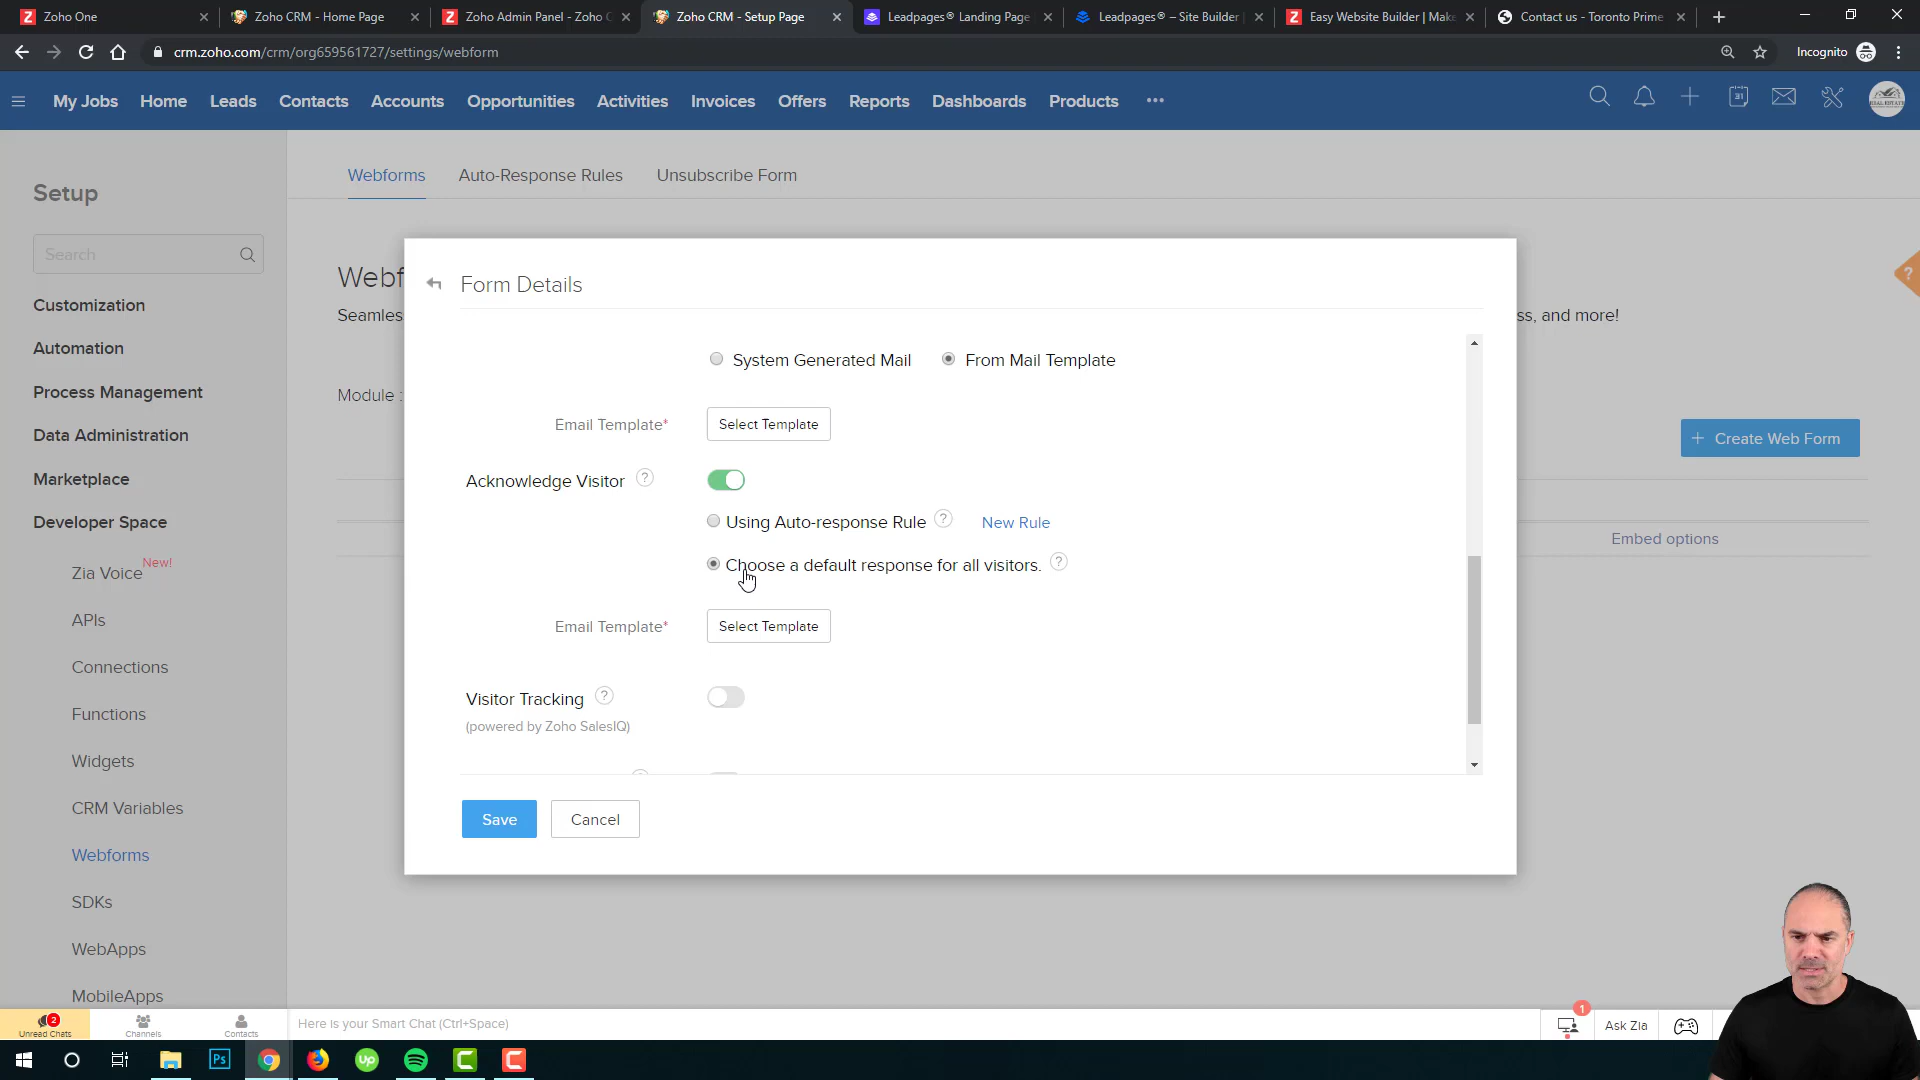 Zoho One
Zoho CRM - Home Page
Zoho Admin Panel - Zoho
Zoho CRM - Setup Page
Leadpages® Landing Page
Leadpages® – Site Builder
Easy Website Builder | Make
Contact us - Toronto Prime
crm.zoho.com/crm/org659561727/settings/webform
Incognito
My Jobs
Home
Leads
Contacts
Accounts
Opportunities
Activities
Invoices
Offers
Reports
Dashboards
Products
31
Setup
Search
Customization
Automation
Process Management
Data Administration
Marketplace
Developer Space
Zia Voice New!
APIs
Connections
Functions
Widgets
CRM Variables
Webforms
SDKs
WebApps
MobileApps
Webforms
Auto-Response Rules
Unsubscribe Form
Webf
Seamles
ss, and more!
Module :
+ Create Web Form
Embed options
?
Form Details
System Generated Mail
From Mail Template
Email Template*
Select Template
Acknowledge Visitor ?
Using Auto-response Rule ?
New Rule
Choose a default response for all visitors. ?
Email Template*
Select Template
Visitor Tracking ?
(powered by Zoho SalesIQ)
Save
Cancel
2
Unread Chats
Channels
Contacts
Here is your Smart Chat (Ctrl+Space)
1
Ask Zia
Ps
Up